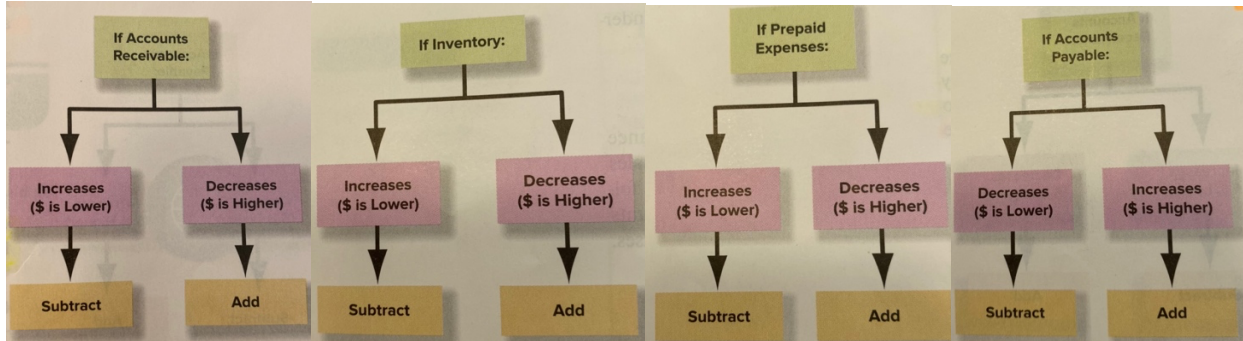 If Accounts
Receivable:
Increases
($ is Lower)
Decreases
($ is Higher)
Subtract
Add
If Inventory:
Increases
($ is Lower)
Decreases
($ is Higher)
Subtract
Add
If Prepaid
Expenses:
Increases
($ is Lower)
Decreases
($ is Higher)
Subtract
Add
If Accounts
Payable:
Decreases
($ is Lower)
Increases
($ is Higher)
Subtract
Add